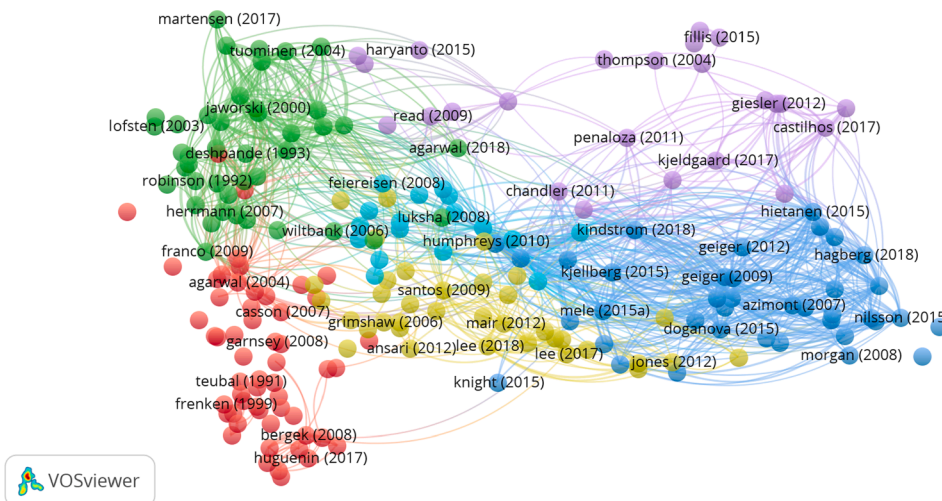 martensen (2017)
fillis (2015)
tuominen (2004)
haryanto (2015)
thompson (2004)
jaworski (2000)
giesler (2012)
read (2009)
lofsten (2003)
castilhos (2017)
penaloza (2011)
agarwal (2018)
deshpande (1993)
kjeldgaard (2017)
robinson (1992)
feiereisen (2008)
chandler (2011)
herrmann (2007)
luksha (2008)
hietanen (2015)
wiltbank (2006)
kindstrom (2018)
humphreys (2010)
geiger (2012)
franco (2009)
hagberg (2018)
kjellberg (2015)
geiger (2009)
agarwal (2004)
santos (2009)
casson (2007)
mele (2015a)
azimont (2007)
grimshaw (2006)
mair (2012)
nilsson (2015
doganova (2015)
garnsey (2008)
ansari (2012)
lee (2018)
lee (2017)
jones (2012)
morgan (2008)
teubal (1991)
knight (2015)
frenken (1999)
bergek (2008)
huguenin (2017)
VOSviewer